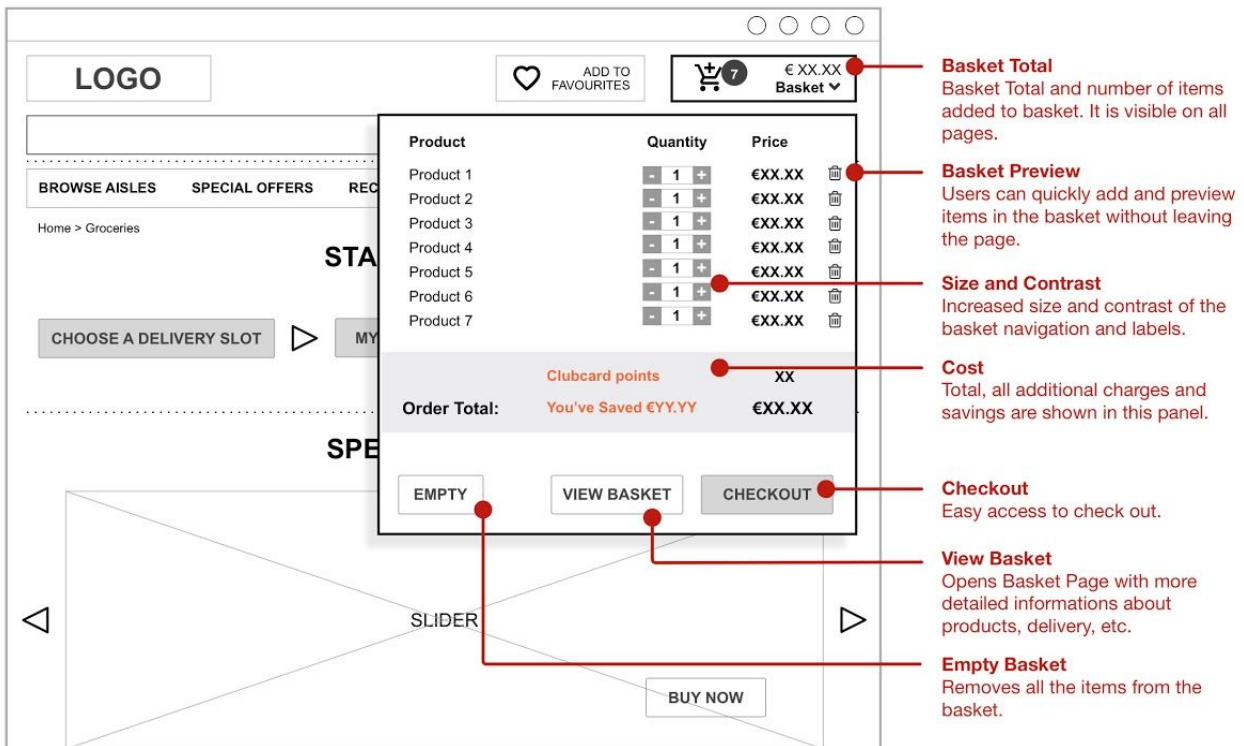 LOGO
ADD TO
FAVOURITES
7
€ XX.XX
Basket
BROWSE AISLES SPECIAL OFFERS REC
Home > Groceries
STA
CHOOSE A DELIVERY SLOT MY
SPE
SLIDER
BUY NOW
Product Quantity Price
Product 1 - 1 + €XX.XX
Product 2 - 1 + €XX.XX
Product 3 - 1 + €XX.XX
Product 4 - 1 + €XX.XX
Product 5 - 1 + €XX.XX
Product 6 - 1 + €XX.XX
Product 7 - 1 + €XX.XX
Clubcard points XX
Order Total: You've Saved €YY.YY €XX.XX
EMPTY VIEW BASKET CHECKOUT
Basket Total
Basket Total and number of items
added to basket. It is visible on all
pages.
Basket Preview
Users can quickly add and preview
items in the basket without leaving
the page.
Size and Contrast
Increased size and contrast of the
basket navigation and labels.
Cost
Total, all additional charges and
savings are shown in this panel.
Checkout
Easy access to check out.
View Basket
Opens Basket Page with more
detailed informations about
products, delivery, etc.
Empty Basket
Removes all the items from the
basket.